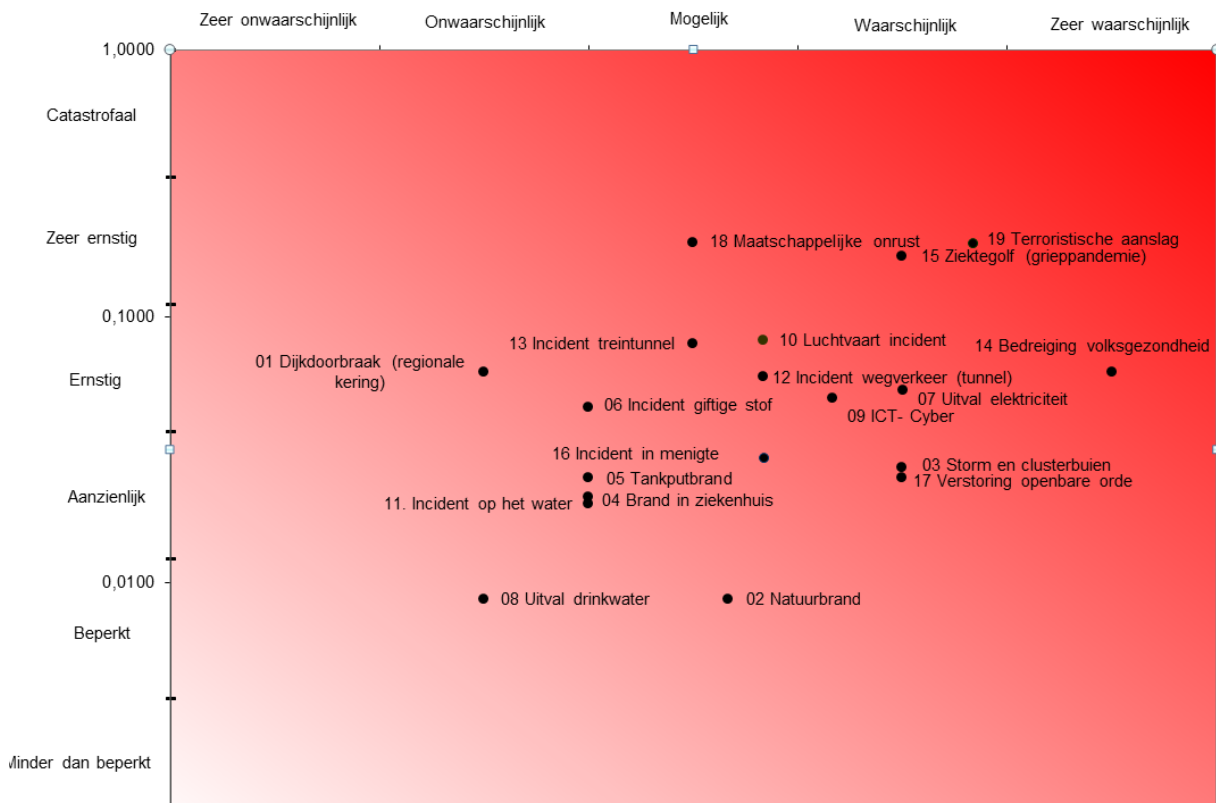 Zeer onwaarschijnlijk
Onwaarschijnlijk
Mogelijk
Waarschijnlijk
Zeer waarschijnlijk
1,0000
Catastrofaal
Zeer ernstig
18 Maatschappelijke onrust
19 Terroristische aanslag
15 Ziektegolf (grieppandemie)
0,1000
13 Incident treintunnel
10 Luchtvaart incident
14 Bedreiging volksgezondheid
01 Dijkdoorbraak (regionale
kering)
Ernstig
12 Incident wegverkeer (tunnel)
07 Uitval elektriciteit
06 Incident giftige stof
09 ICT- Cyber
16 Incident in menigte
03 Storm en clusterbuien
05 Tankputbrand
17 Verstoring openbare orde
Aanzienlijk
04 Brand in ziekenhuis
11. Incident op het water
0,0100
08 Uitval drinkwater
02 Natuurbrand
Beperkt
Minder dan beperkt